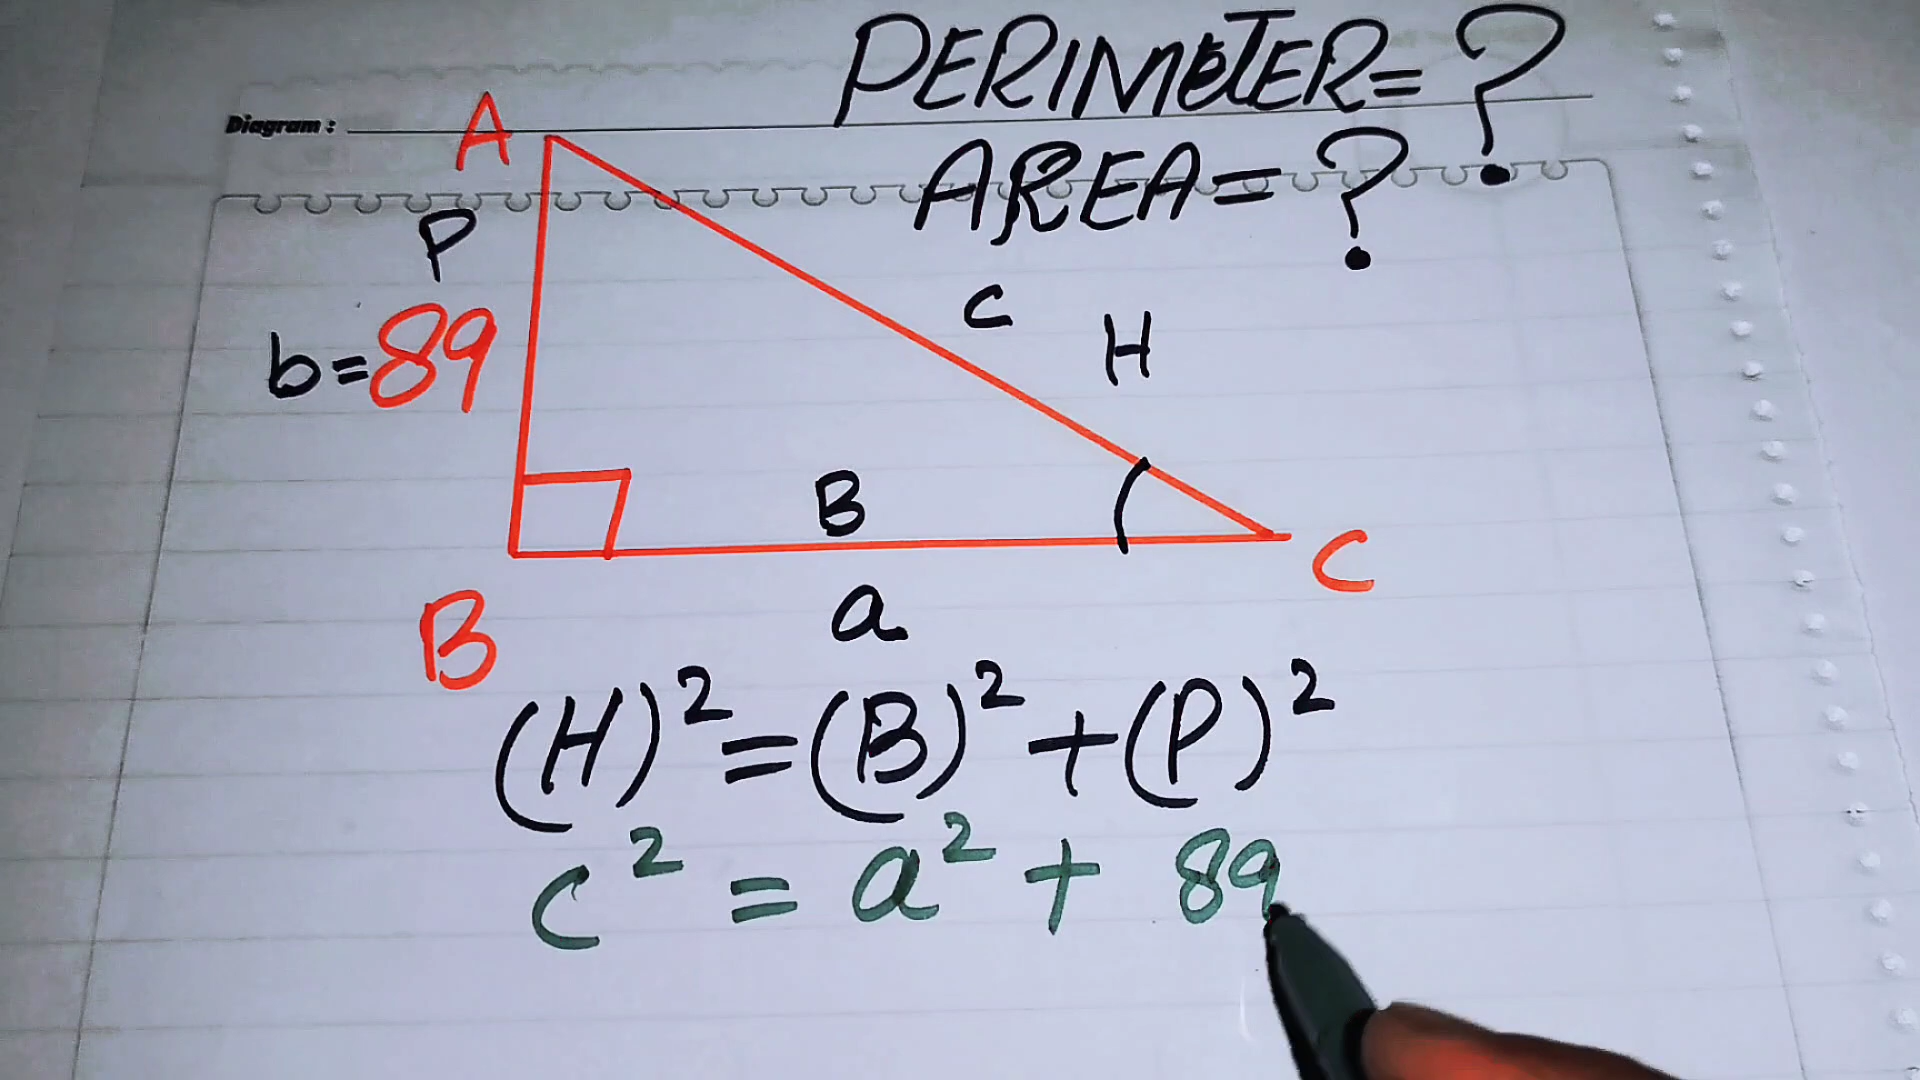 PERIMETER = ?
Diagram :
A
AREA = ?
P
c
H
b = 89
B
C
a
B
(H)² = (B)² + (P)²
c² = a² + 89